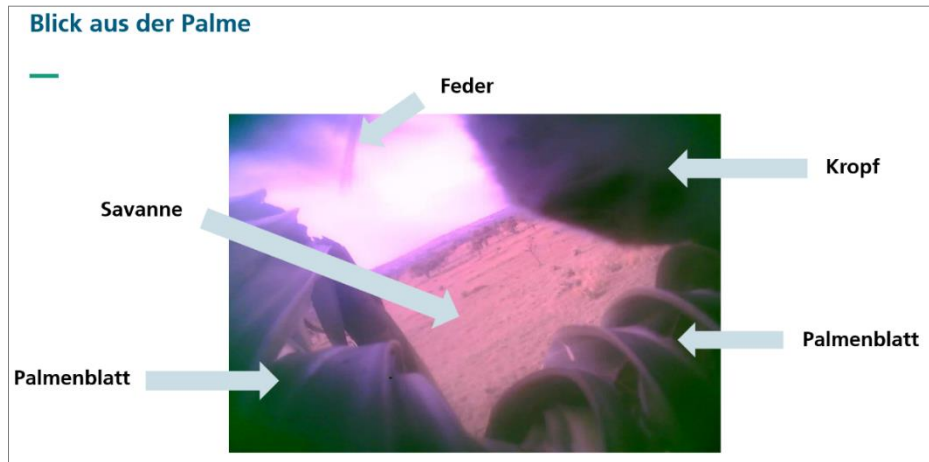 Blick aus der Palme
Feder
Kropf
Savanne
Palmenblatt
Palmenblatt